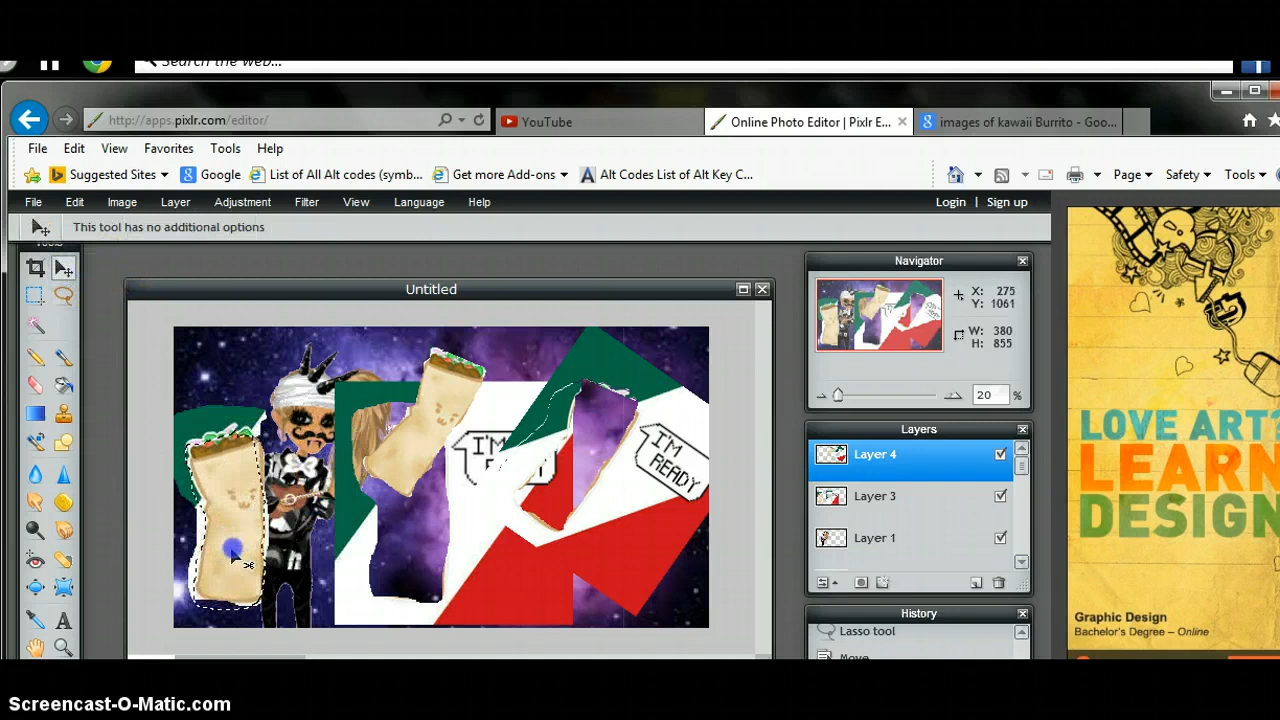 Search the web...
http://apps.pixlr.com/editor/
YouTube
Online Photo Editor | Pixlr E...
images of kawaii Burrito - Goo...
File Edit View Favorites Tools Help
Suggested Sites
Google
List of All Alt codes (symb...
Get more Add-ons
Alt Codes List of Alt Key C...
Page
Safety
Tools
File Edit Image Layer Adjustment Filter View Language Help
Login | Sign up
This tool has no additional options
Tools
Untitled
I'M
I'M
READY
Navigator
X: 275
Y: 1061
W: 380
H: 855
20 %
Layers
Layer 4
Layer 3
Layer 1
History
Lasso tool
Move
LOVE ART?
LEARN
DESIGN
Graphic Design
Bachelor's Degree – Online
Screencast-O-Matic.com